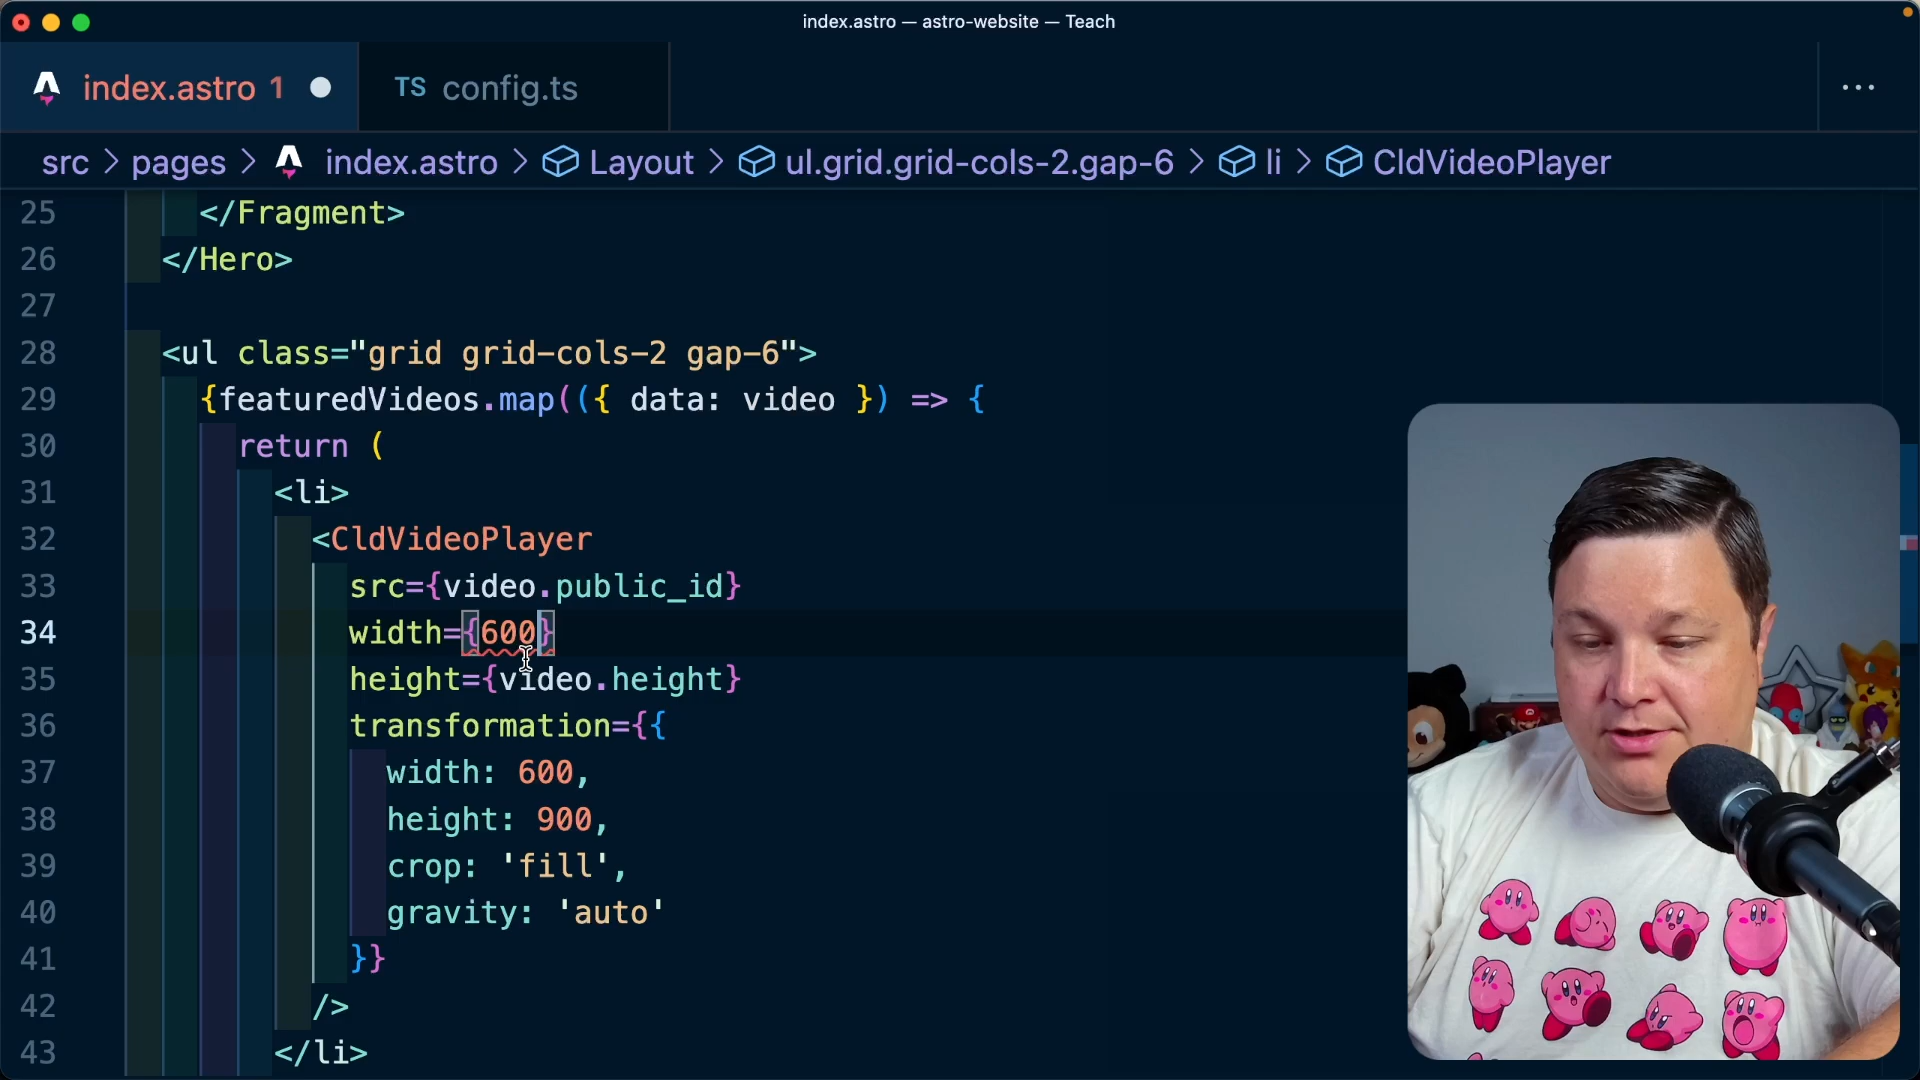 index.astro — astro-website — Teach
index.astro 1
TS config.ts
...
src > pages > index.astro > Layout > ul.grid.grid-cols-2.gap-6 > li > CldVideoPlayer
25 </Fragment>
26 </Hero>
27
28 <ul class="grid grid-cols-2 gap-6">
29 {featuredVideos.map(({ data: video }) => {
30 return (
31 <li>
32 <CldVideoPlayer
33 src={video.public_id}
34 width={600}
35 height={video.height}
36 transformation={{
37 width: 600,
38 height: 900,
39 crop: 'fill',
40 gravity: 'auto'
41 }}
42 />
43 </li>